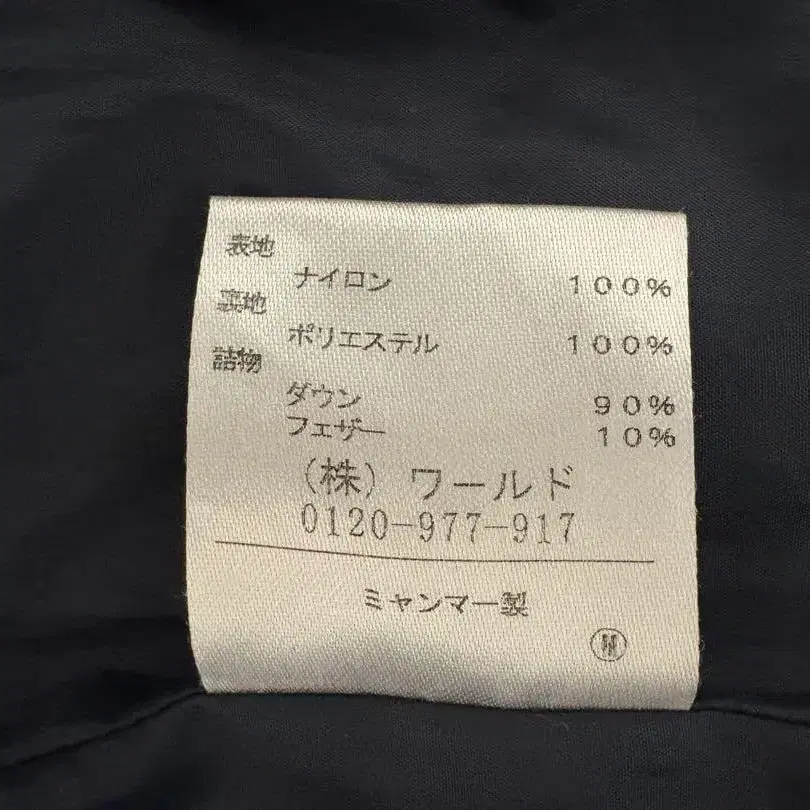 表地
ナイロン 100%
裏地
ポリエステル 100%
詰物
ダウン 90%
フェザー 10%
(株) ワールド
0120-977-917
ミャンマー製